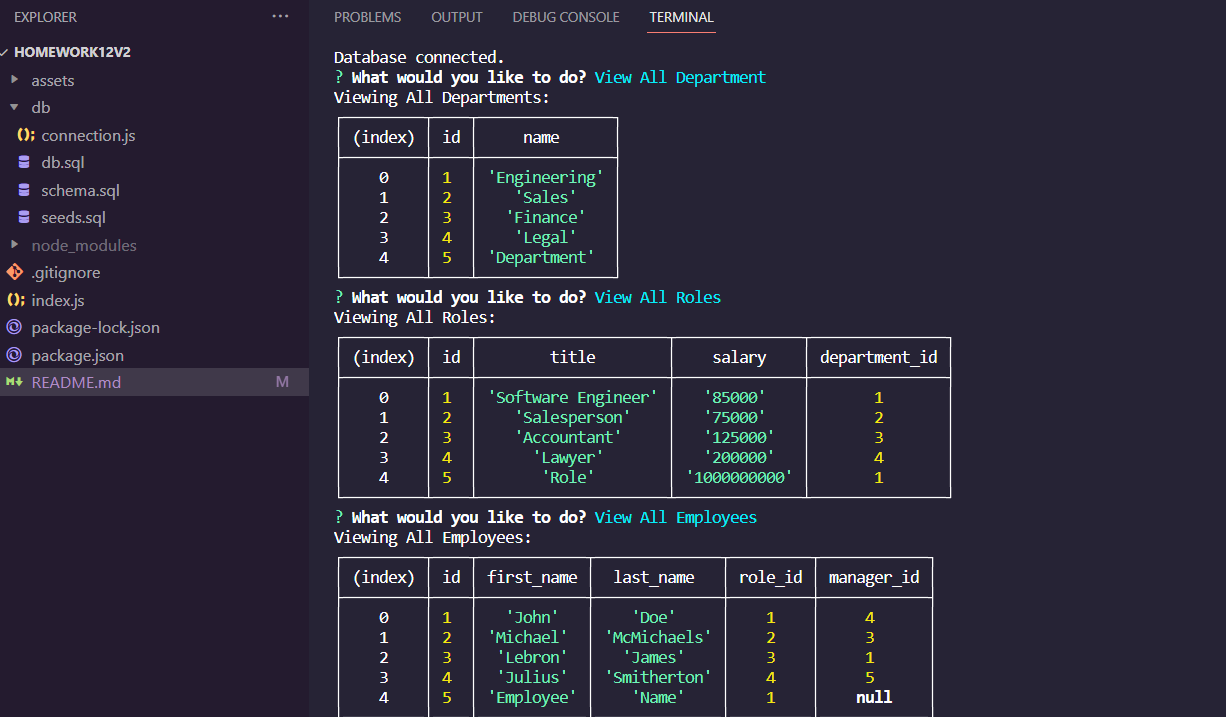 EXPLORER
...
HOMEWORK12V2
assets
db
connection.js
db.sql
schema.sql
seeds.sql
node_modules
.gitignore
index.js
package-lock.json
package.json
README.md M
PROBLEMS OUTPUT DEBUG CONSOLE TERMINAL
Database connected.
? What would you like to do? View All Department
Viewing All Departments:
(index) id name
0 1 'Engineering'
1 2 'Sales'
2 3 'Finance'
3 4 'Legal'
4 5 'Department'
? What would you like to do? View All Roles
Viewing All Roles:
(index) id title salary department_id
0 1 'Software Engineer' '85000' 1
1 2 'Salesperson' '75000' 2
2 3 'Accountant' '125000' 3
3 4 'Lawyer' '200000' 4
4 5 'Role' '1000000000' 1
? What would you like to do? View All Employees
Viewing All Employees:
(index) id first_name last_name role_id manager_id
0 1 'John' 'Doe' 1 4
1 2 'Michael' 'McMichaels' 2 3
2 3 'Lebron' 'James' 3 1
3 4 'Julius' 'Smitherton' 4 5
4 5 'Employee' 'Name' 1 null